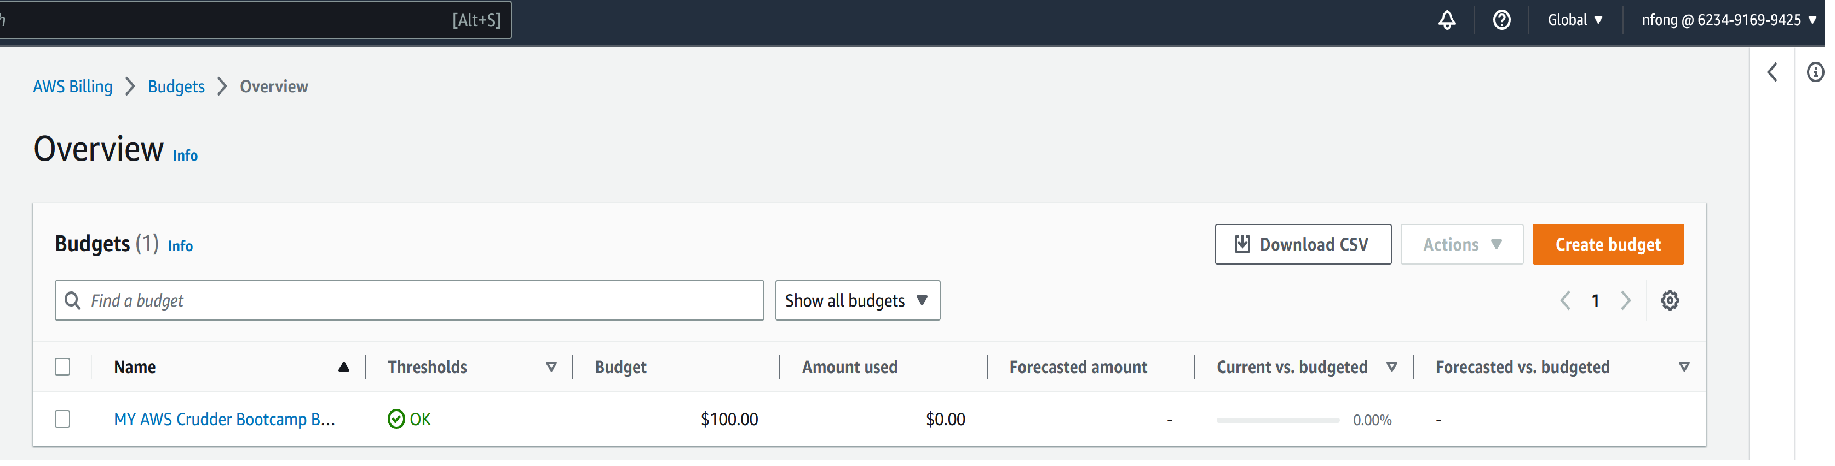 h [Alt+S] Global ▼ nfong @ 6234-9169-9425 ▼
AWS Billing > Budgets > Overview
Overview Info
Budgets (1) Info Download CSV Actions ▼ Create budget
Find a budget Show all budgets ▼ < 1 >
Name ▲ Thresholds ▽ Budget Amount used Forecasted amount Current vs. budgeted ▽ Forecasted vs. budgeted ▽
MY AWS Crudder Bootcamp B... OK $100.00 $0.00 - 0.00% -